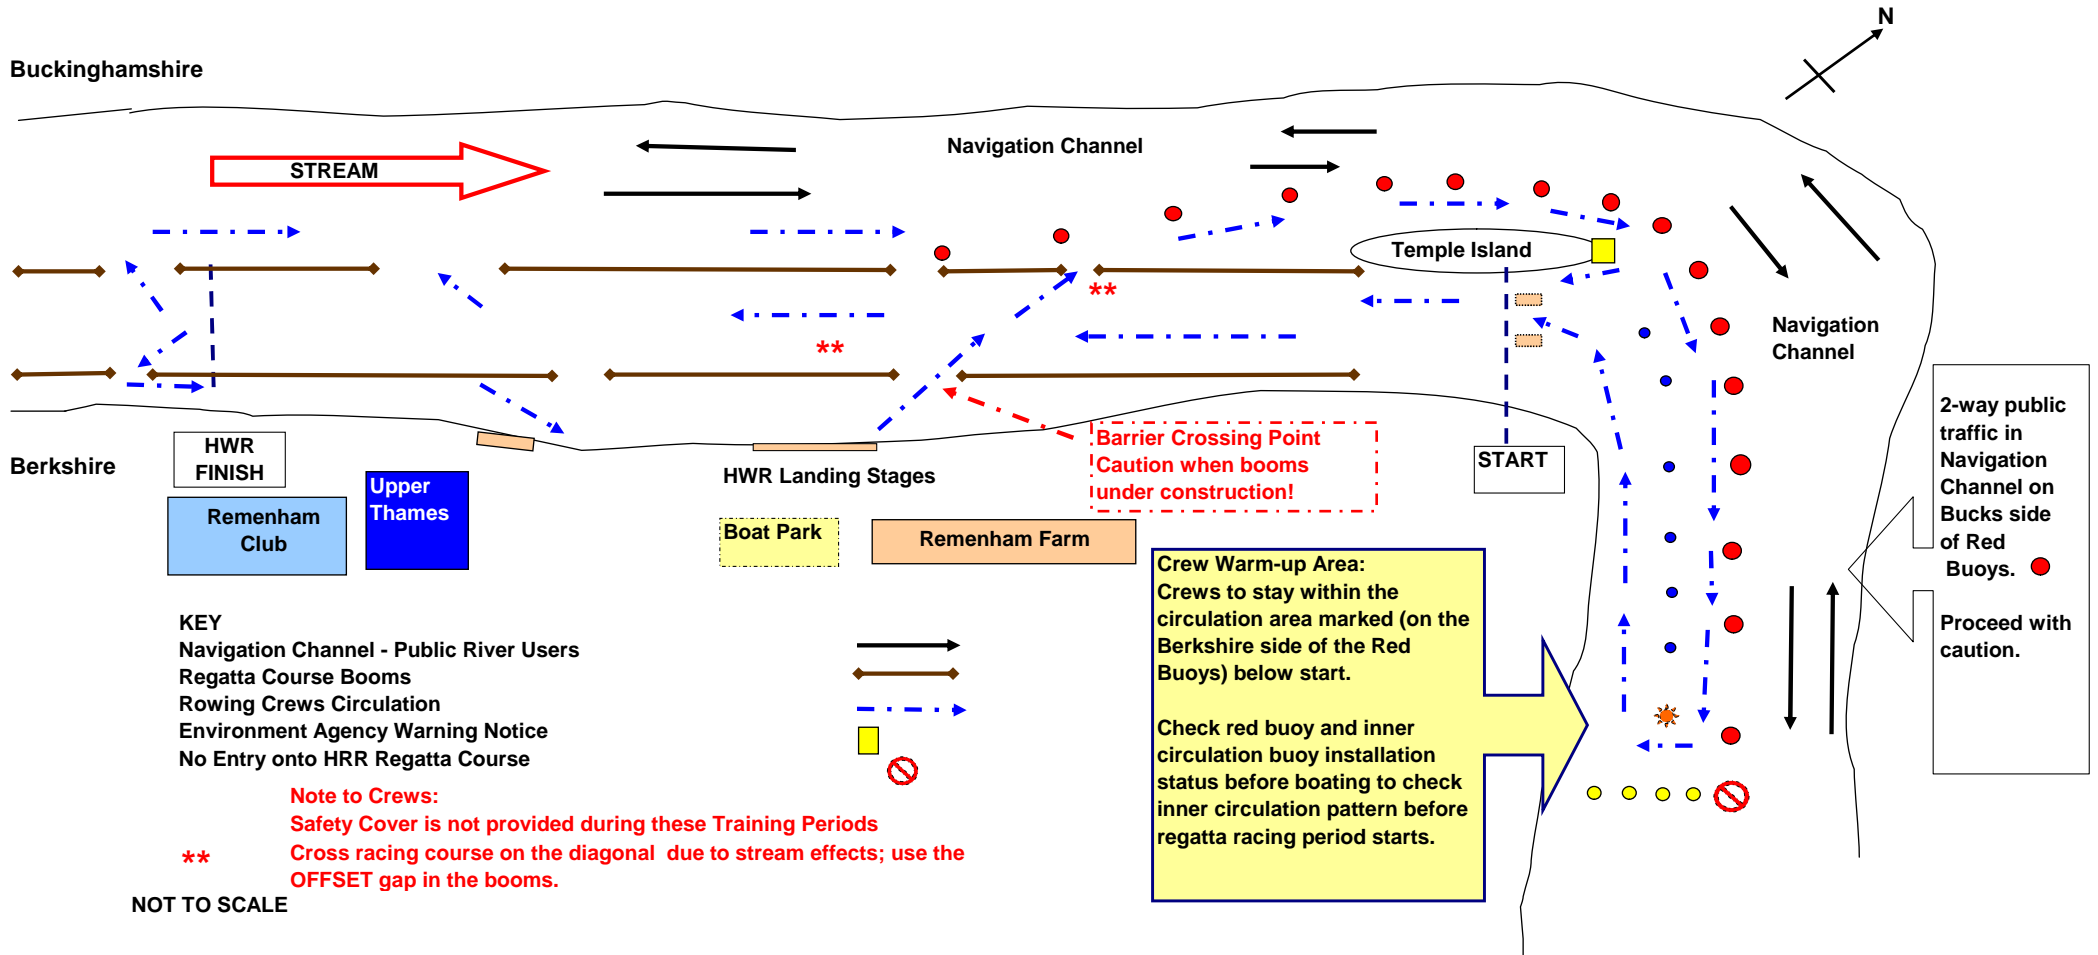 N
Buckinghamshire
Navigation Channel
STREAM
Temple Island
**
**
Navigation
Channel
2-way public
traffic in
Navigation
Channel on
Bucks side
of Red
Buoys.
Proceed with
caution.
Berkshire
HWR
FINISH
Upper
Thames
Remenham
Club
HWR Landing Stages
Boat Park
Remenham Farm
Barrier Crossing Point
Caution when booms
under construction!
START
Crew Warm-up Area:
Crews to stay within the
circulation area marked (on the
Berkshire side of the Red
Buoys) below start.
Check red buoy and inner
circulation buoy installation
status before boating to check
inner circulation pattern before
regatta racing period starts.
KEY
Navigation Channel - Public River Users
Regatta Course Booms
Rowing Crews Circulation
Environment Agency Warning Notice
No Entry onto HRR Regatta Course
Note to Crews:
Safety Cover is not provided during these Training Periods
** Cross racing course on the diagonal due to stream effects; use the
OFFSET gap in the booms.
NOT TO SCALE